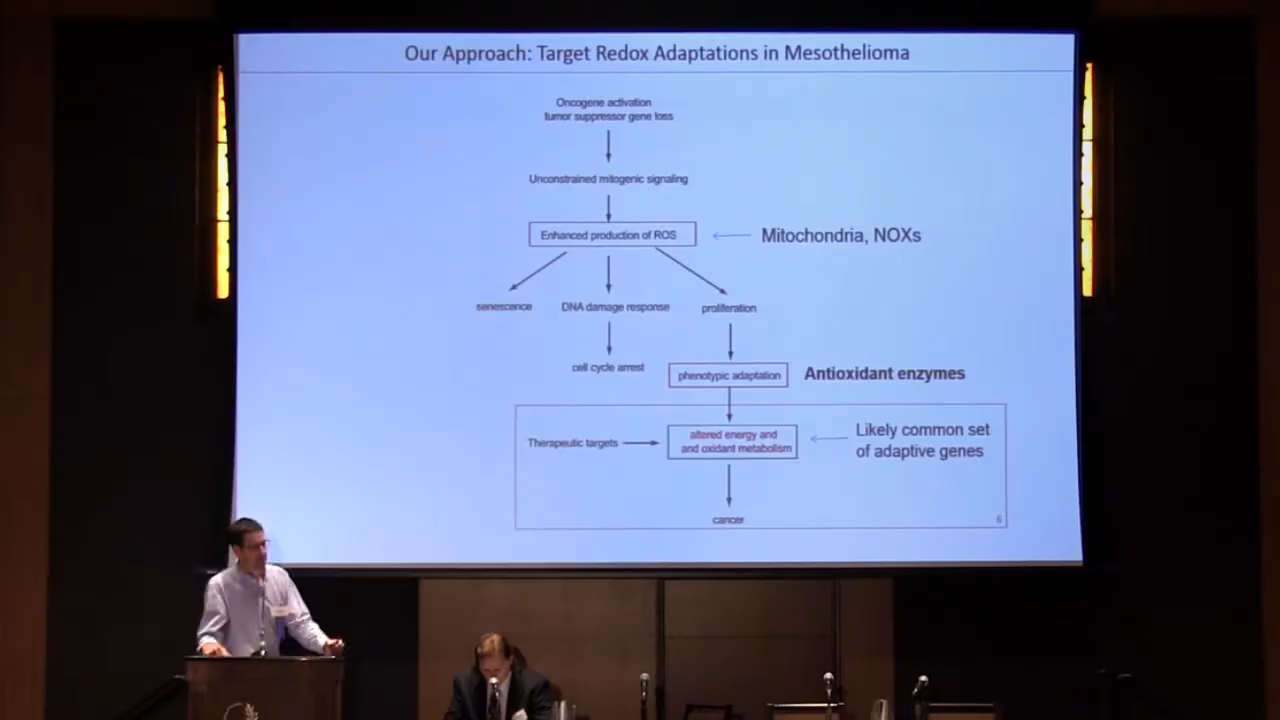 Our Approach: Target Redox Adaptations in Mesothelioma
Oncogene activation
tumor suppressor gene loss
Unconstrained mitogenic signaling
Enhanced production of ROS
Mitochondria, NOXs
senescence
DNA damage response
proliferation
cell cycle arrest
phenotypic adaptation
Antioxidant enzymes
Therapeutic targets
altered energy and
and oxidant metabolism
Likely common set
of adaptive genes
cancer
6